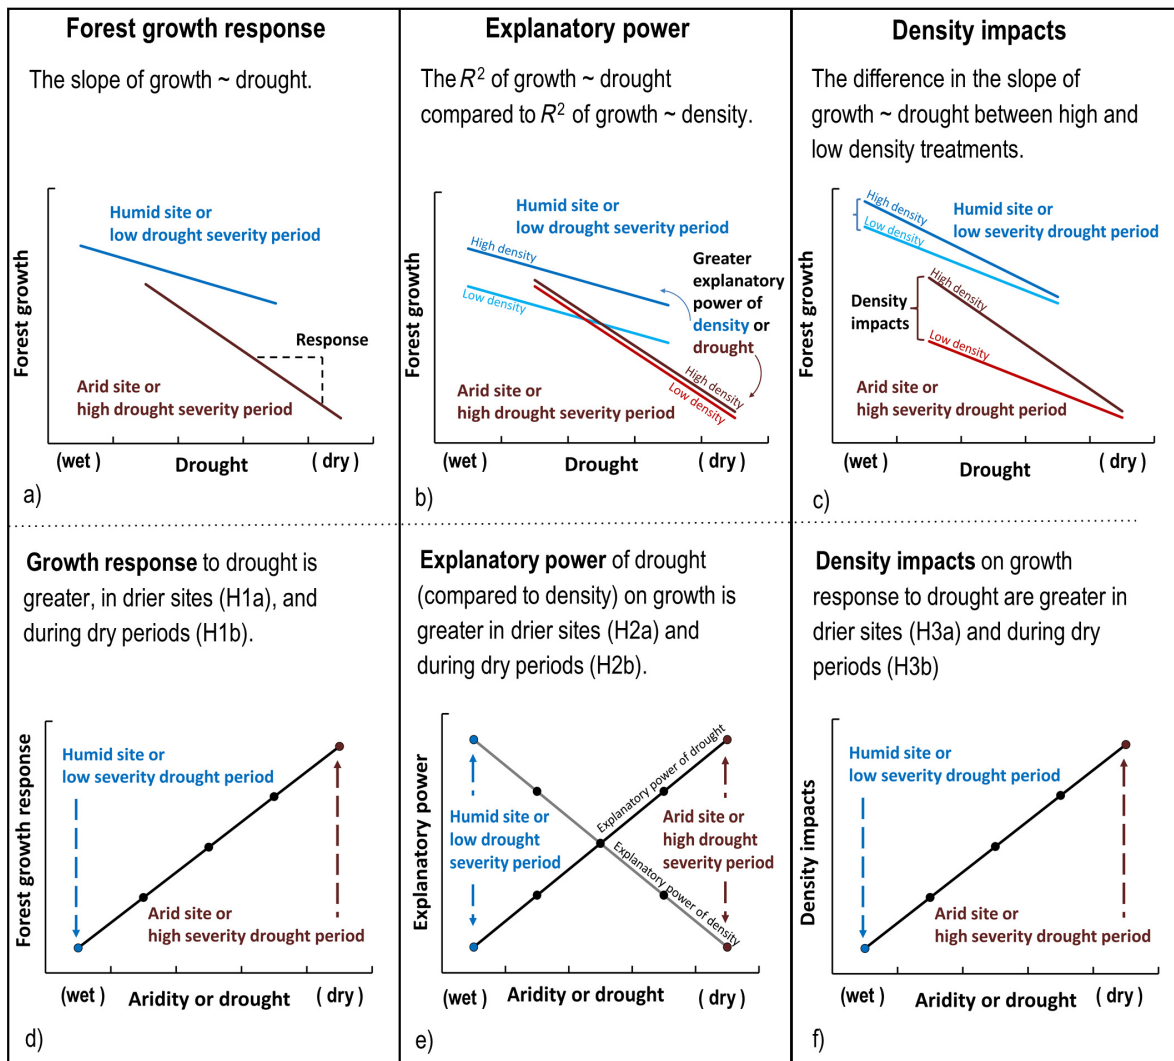 Forest growth response
The slope of growth ~ drought.
Forest growth
Humid site or
low drought severity period
Response
Arid site or
high drought severity period
(wet )
Drought
( dry)
a)
Explanatory power
The R² of growth ~ drought
compared to R² of growth ~ density.
Forest growth
Humid site or
low drought severity period
High density
Low density
Greater
explanatory
power of
density or
drought
High density
Low density
Arid site or
high drought severity period
(wet )
Drought
( dry)
b)
Density impacts
The difference in the slope of
growth ~ drought between high and
low density treatments.
Forest growth
High density
Low density
Humid site or
low severity drought period
High density
Density
impacts
Low density
Arid site or
high severity drought period
(wet )
Drought
( dry)
c)
Growth response to drought is
greater, in drier sites (H1a), and
during dry periods (H1b).
Forest growth response
Humid site or
low severity drought period
Arid site or
high severity drought period
(wet )
Aridity or drought
( dry)
d)
Explanatory power of drought
(compared to density) on growth is
greater in drier sites (H2a) and
during dry periods (H2b).
Explanatory power
Explanatory power of drought
Humid site or
low drought
severity period
Arid site or
high drought
severity period
Explanatory power of density
(wet )
Aridity or drought
( dry)
e)
Density impacts on growth
response to drought are greater in
drier sites (H3a) and during dry
periods (H3b)
Density impacts
Humid site or
low severity drought period
Arid site or
high severity drought period
(wet )
Aridity or drought
( dry)
f)